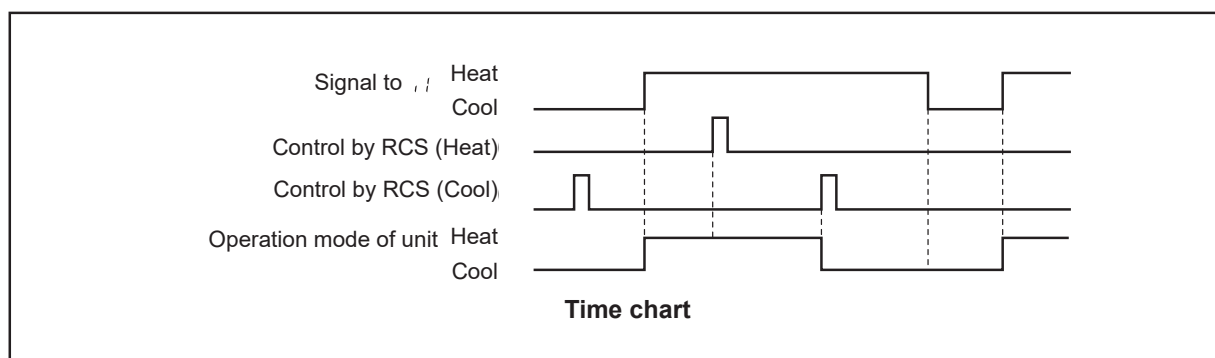 Signal to
Heat
Cool
Control by RCS (Heat)
Control by RCS (Cool)
Operation mode of unit
Heat
Cool
Time chart